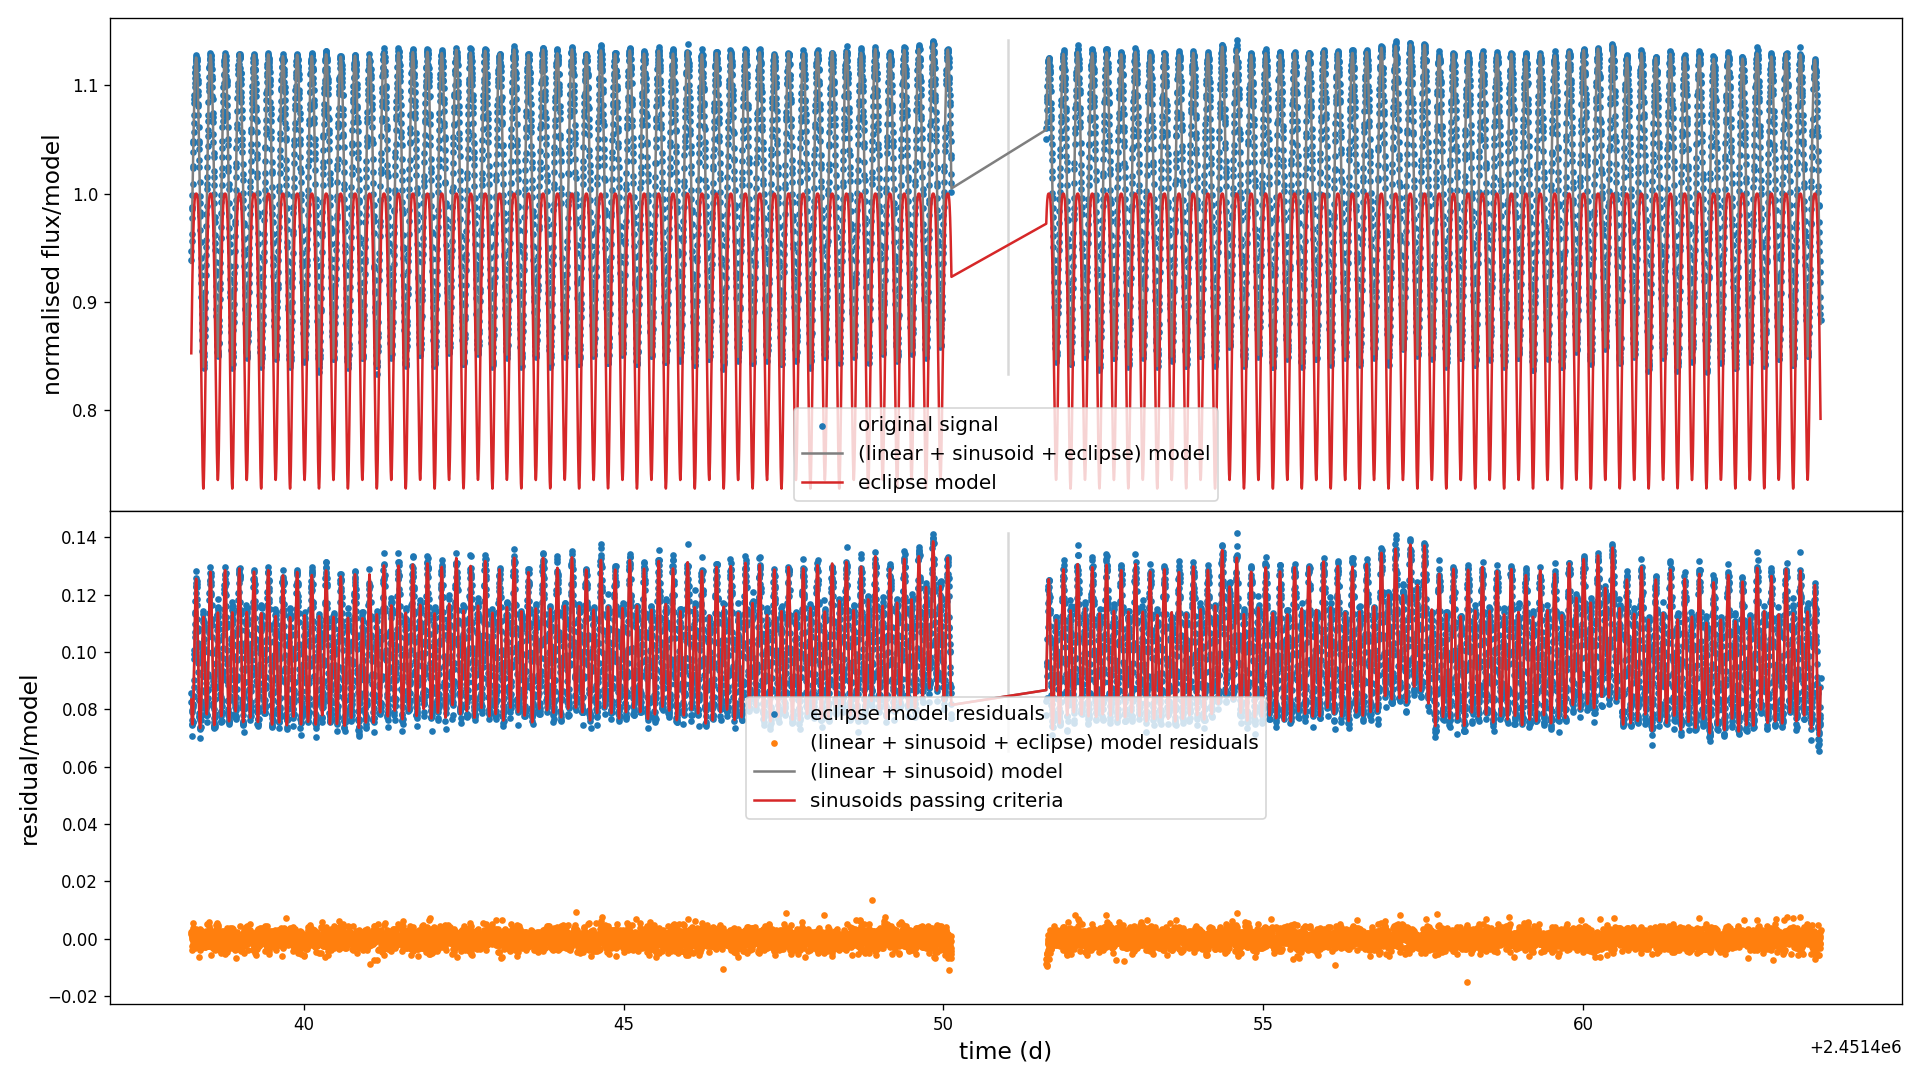 normalised flux/model
1.1
1.0
0.9
0.8
original signal
(linear + sinusoid + eclipse) model
eclipse model
residual/model
0.14
0.12
0.10
0.08
0.06
0.04
0.02
0.00
−0.02
eclipse model residuals
(linear + sinusoid + eclipse) model residuals
(linear + sinusoid) model
sinusoids passing criteria
40 45 50 55 60
time (d)
+2.4514e6